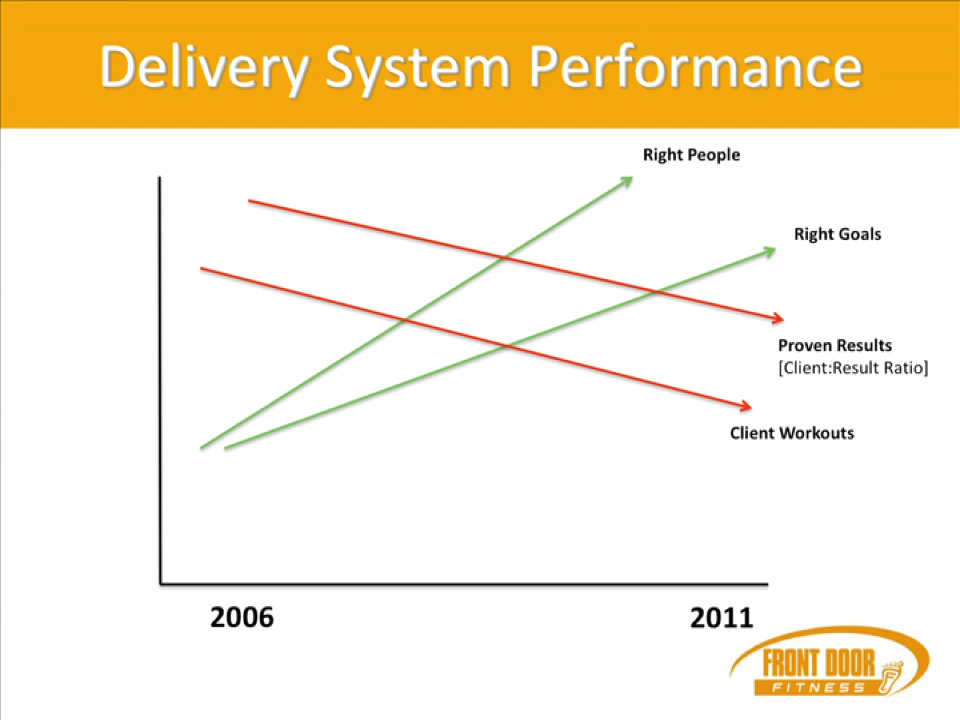 Delivery System Performance
Right People
Right Goals
Proven Results
[Client:Result Ratio]
Client Workouts
2006
2011
FRONT DOOR
FITNESS